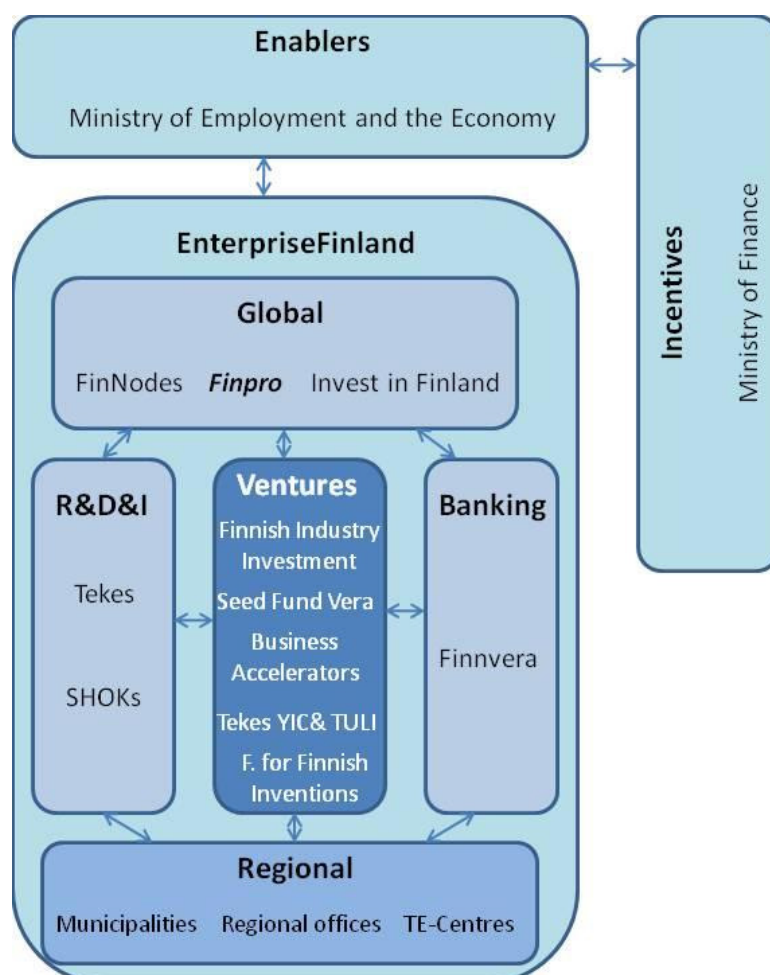 Enablers
Ministry of Employment and the Economy
Incentives
Ministry of Finance
EnterpriseFinland
Global
FinNodes Finpro Invest in Finland
R&D&I
Tekes
SHOKs
Ventures
Finnish Industry
Investment
Seed Fund Vera
Business
Accelerators
Tekes YIC& TULI
F. for Finnish
Inventions
Banking
Finnvera
Regional
Municipalities Regional offices TE-Centres